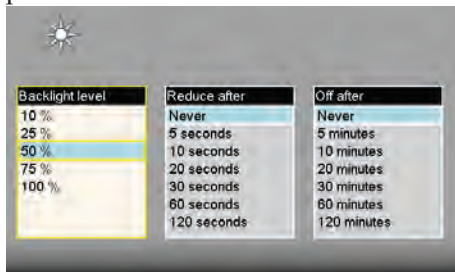 Backlight level
10 %
25 %
50 %
75 %
100 %
Reduce after
Never
5 seconds
10 seconds
20 seconds
30 seconds
60 seconds
120 seconds
Off after
Never
5 minutes
10 minutes
20 minutes
30 minutes
60 minutes
120 minutes